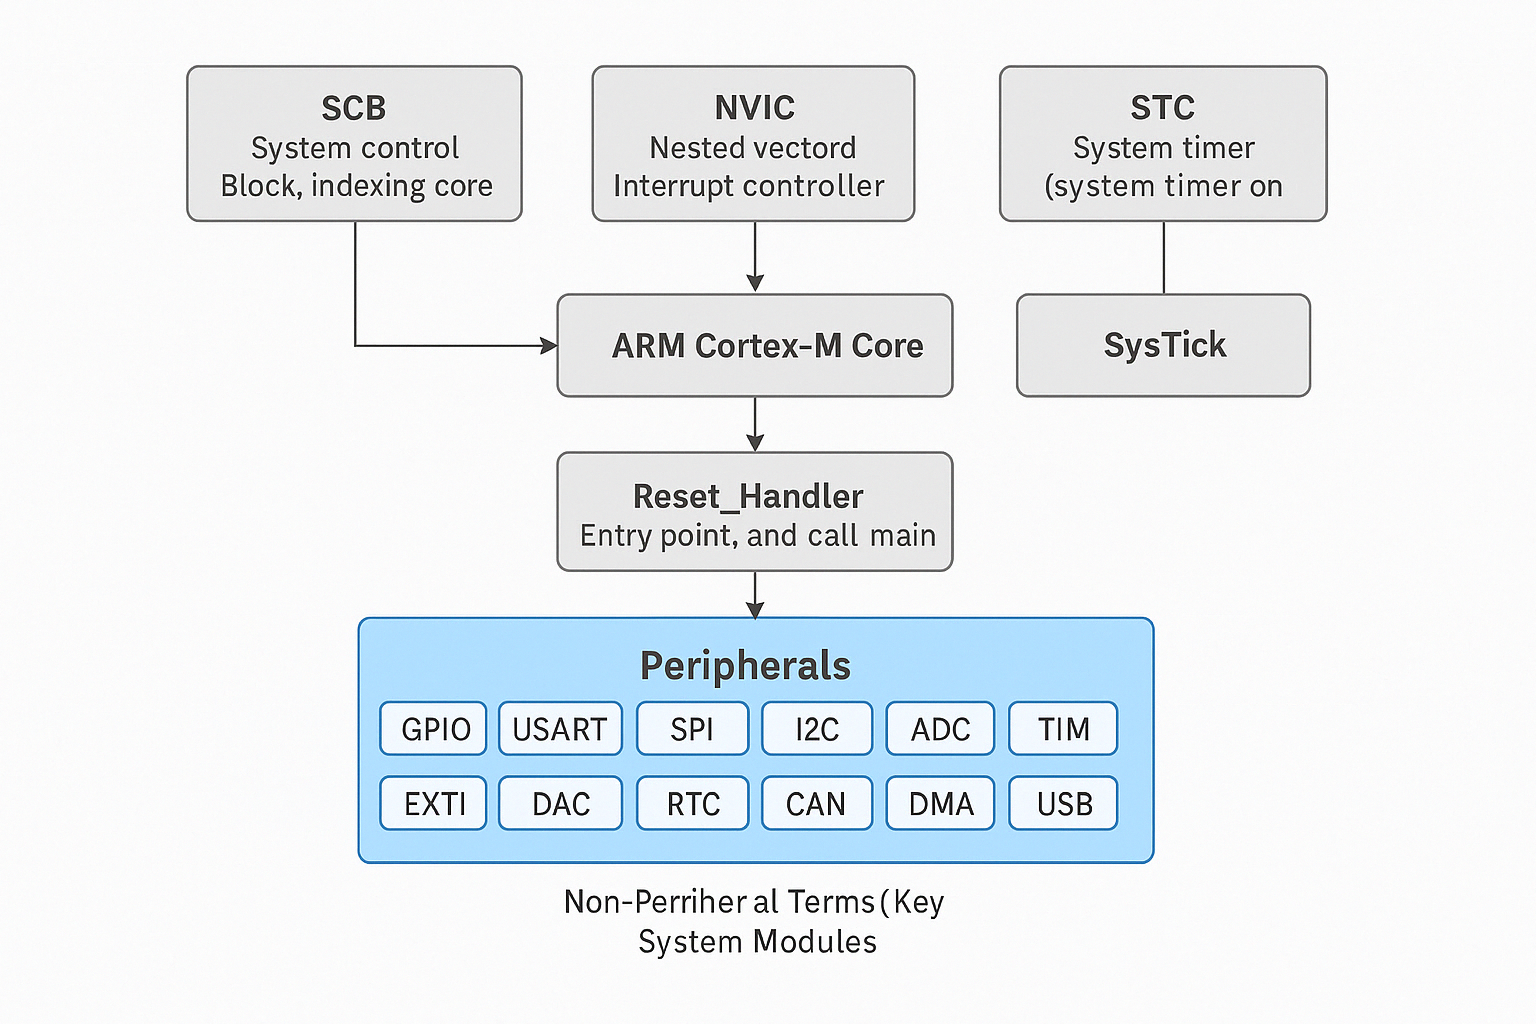 SCB
System control
Block, indexing core
NVIC
Nested vectord
Interrupt controller
STC
System timer
(system timer on
ARM Cortex-M Core
SysTick
Reset_Handler
Entry point, and call main
Peripherals
GPIO USART SPI I2C ADC TIM
EXTI DAC RTC CAN DMA USB
Non-Perriher al Terms(Key
System Modules